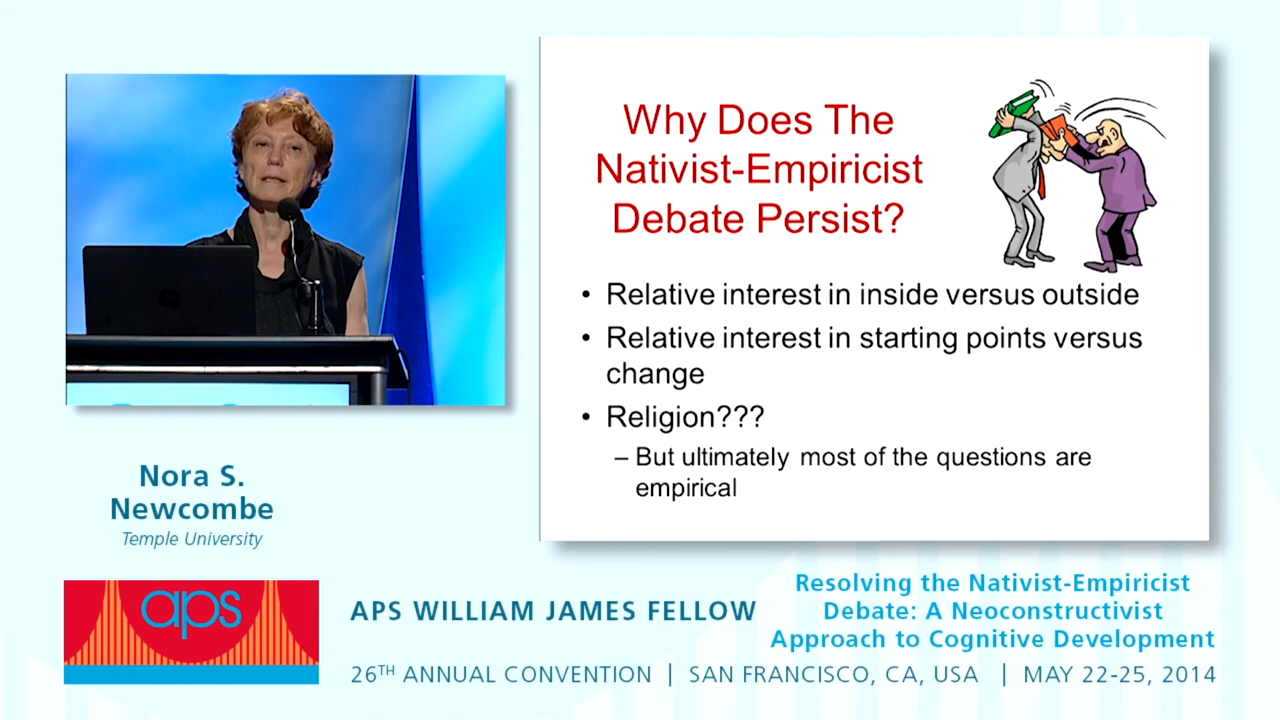 Why Does The
Nativist-Empiricist
Debate Persist?
• Relative interest in inside versus outside
• Relative interest in starting points versus
change
• Religion???
– But ultimately most of the questions are
empirical
Nora S.
Newcombe
Temple University
aps
APS WILLIAM JAMES FELLOW
Resolving the Nativist-Empiricist
Debate: A Neoconstructivist
Approach to Cognitive Development
26TH ANNUAL CONVENTION | SAN FRANCISCO, CA, USA | MAY 22-25, 2014